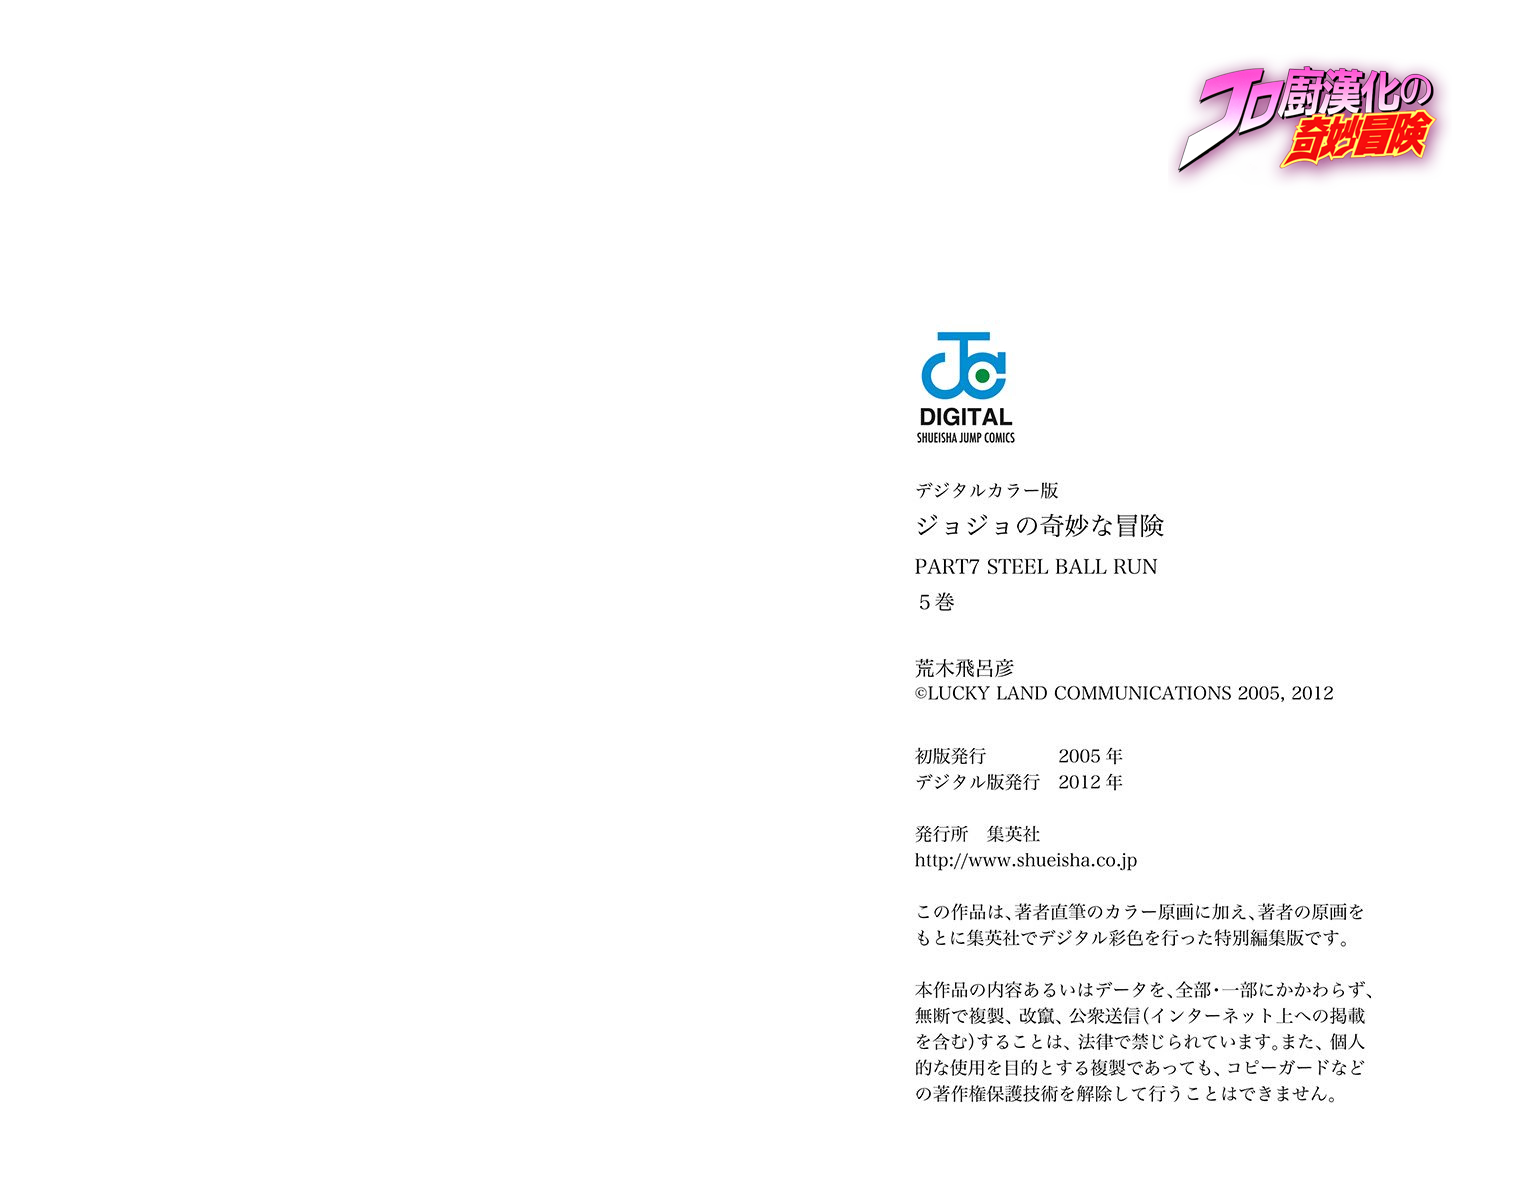 JO廚漢化の
奇妙冒険
JC
DIGITAL
SHUEISHA JUMP COMICS
デジタルカラー版
ジョジョの奇妙な冒険
PART7 STEEL BALL RUN
５巻
荒木飛呂彦
©LUCKY LAND COMMUNICATIONS 2005, 2012
初版発行　　　　2005 年
デジタル版発行　2012 年
発行所　集英社
http://www.shueisha.co.jp
この作品は、著者直筆のカラー原画に加え、著者の原画を
もとに集英社でデジタル彩色を行った特別編集版です。
本作品の内容あるいはデータを、全部・一部にかかわらず、
無断で複製、改竄、公衆送信(インターネット上への掲載
を含む)することは、法律で禁じられています。また、個人
的な使用を目的とする複製であっても、コピーガードなど
の著作権保護技術を解除して行うことはできません。